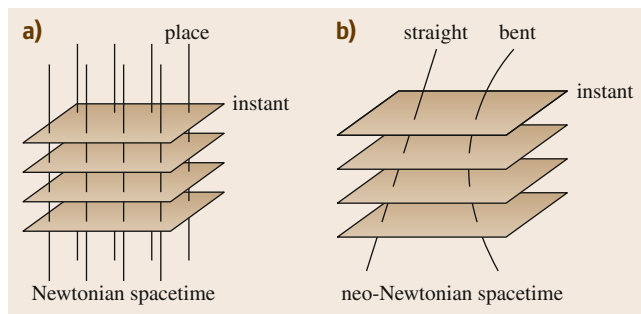 a)
place
instant
Newtonian spacetime
b)
straight
bent
instant
neo-Newtonian spacetime